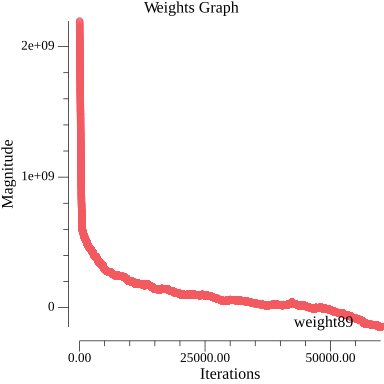 Weights Graph
2e+09
1e+09
0
Magnitude
weight89
0.00 25000.00 50000.00
Iterations